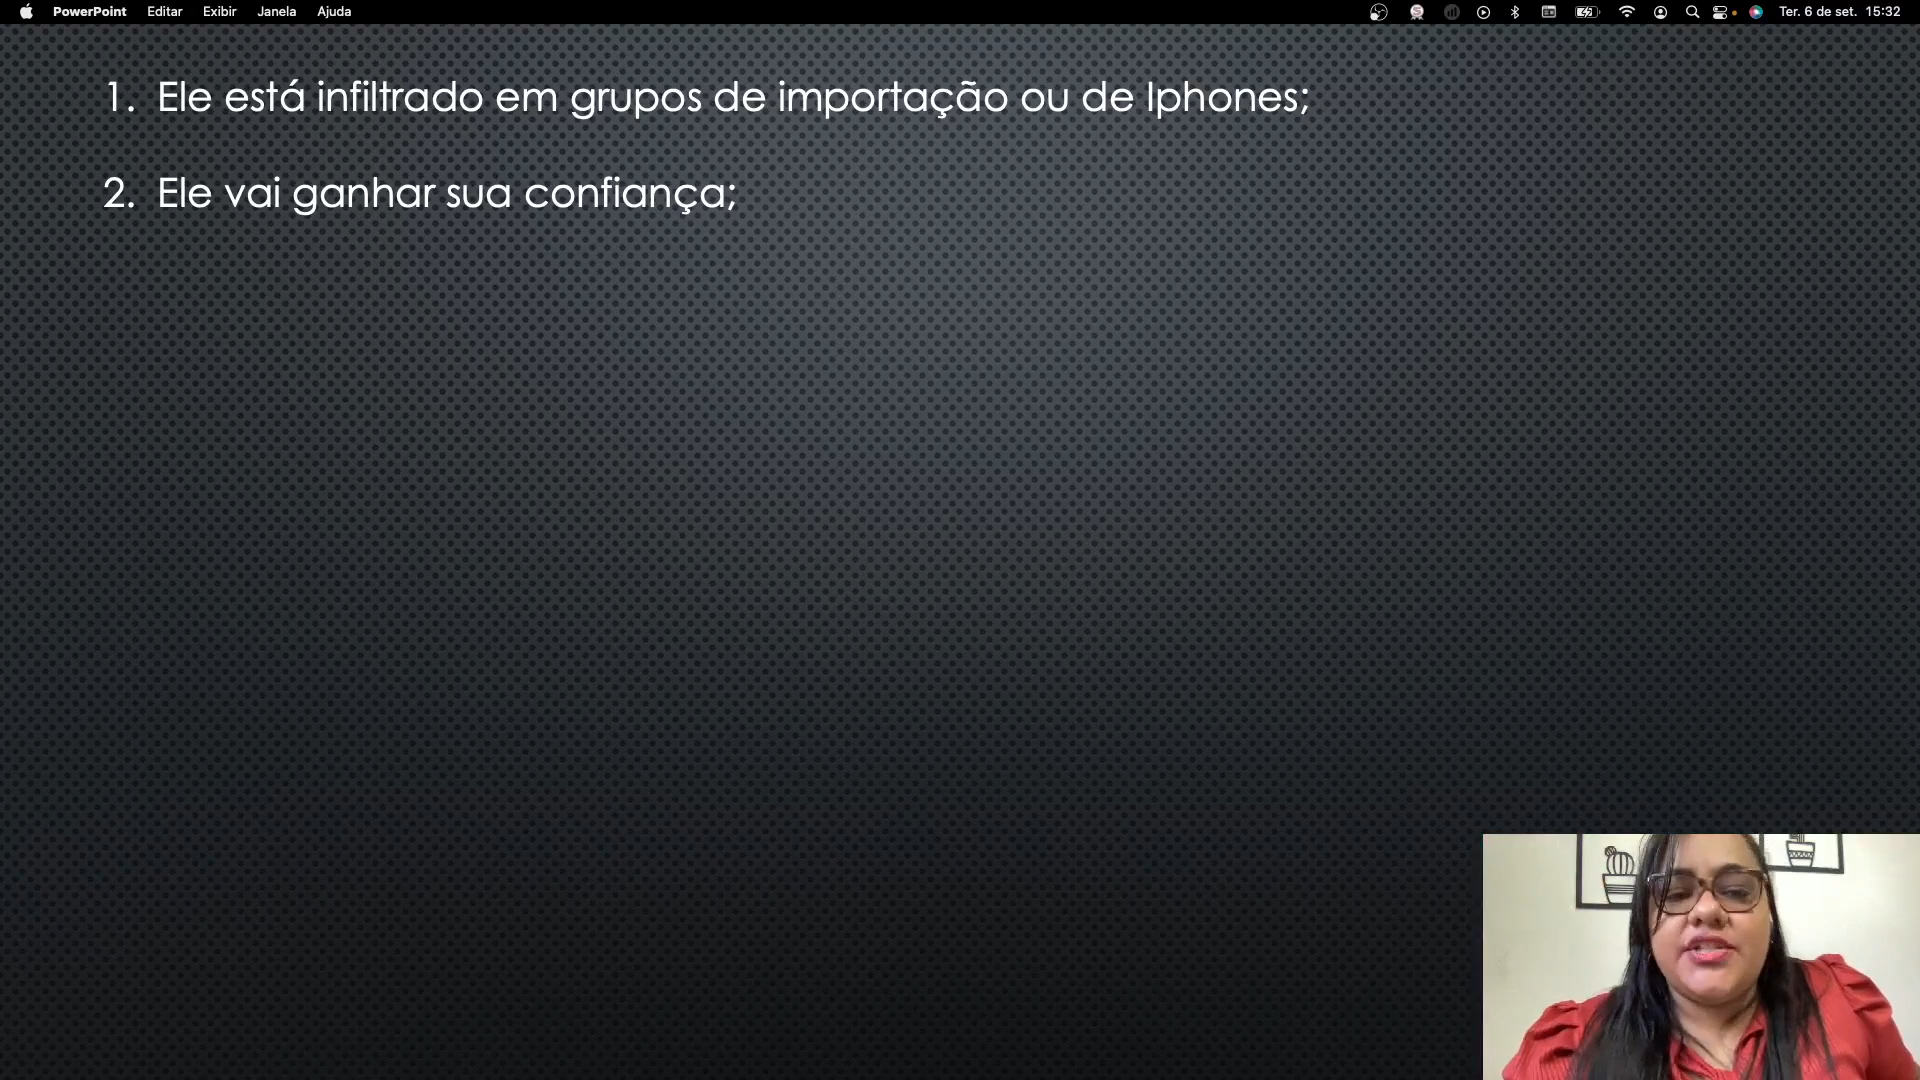 PowerPoint Editar Exibir Janela Ajuda Ter. 6 de set. 15:32
1. Ele está infiltrado em grupos de importação ou de Iphones;
2. Ele vai ganhar sua confiança;